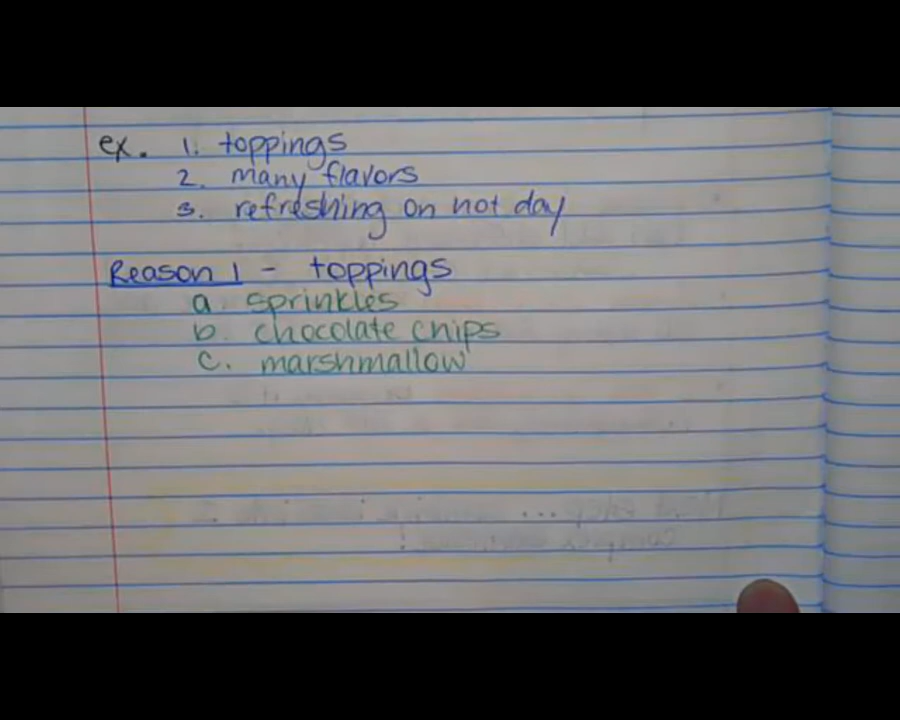 ex. 1. toppings
2. many flavors
3. refreshing on hot day
Reason 1 - toppings
a. sprinkles
b. chocolate chips
c. marshmallow